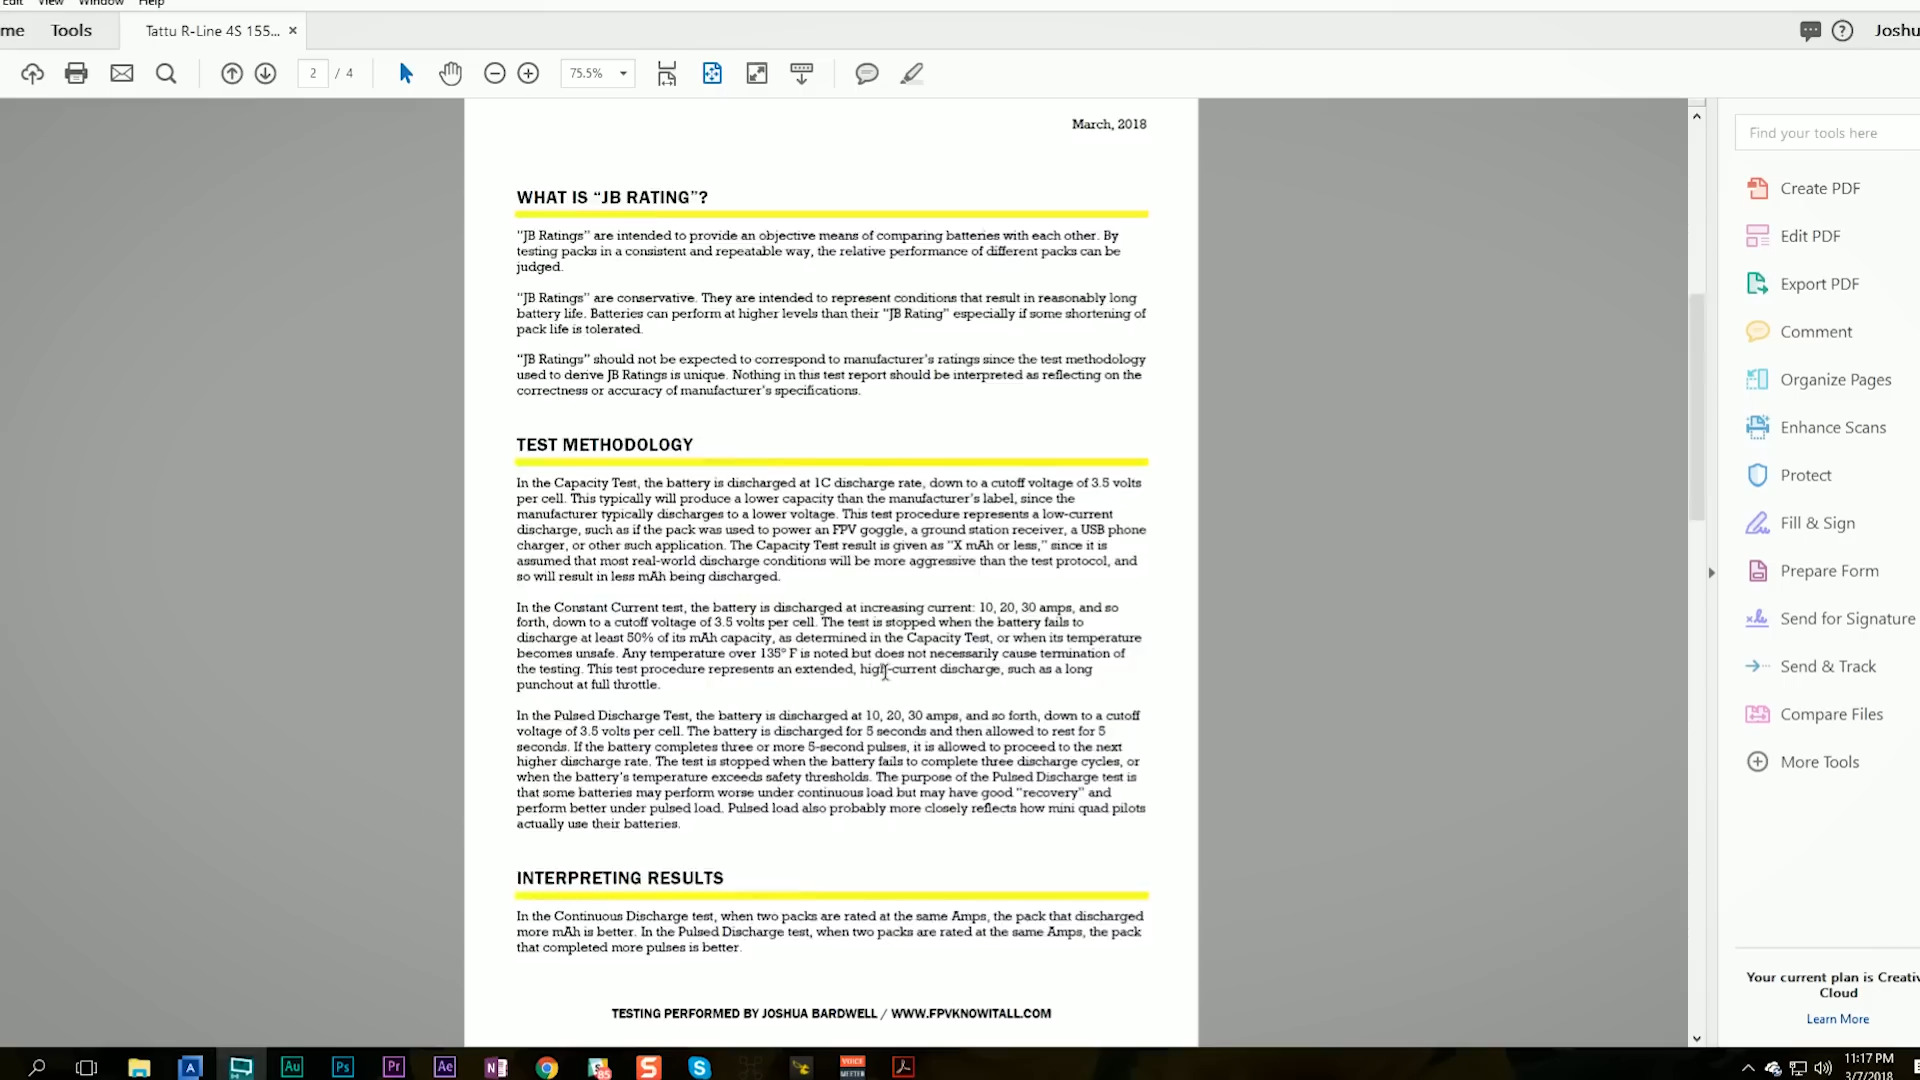 Edit View Window Help
me Tools Tattu R-Line 4S 155... × Joshu
2 / 4 75.5%
March, 2018
Find your tools here
WHAT IS “JB RATING”?
“JB Ratings” are intended to provide an objective means of comparing batteries with each other. By
testing packs in a consistent and repeatable way, the relative performance of different packs can be
judged.
“JB Ratings” are conservative. They are intended to represent conditions that result in reasonably long
battery life. Batteries can perform at higher levels than their “JB Rating” especially if some shortening of
pack life is tolerated.
“JB Ratings” should not be expected to correspond to manufacturer’s ratings since the test methodology
used to derive JB Ratings is unique. Nothing in this test report should be interpreted as reflecting on the
correctness or accuracy of manufacturer’s specifications.
TEST METHODOLOGY
In the Capacity Test, the battery is discharged at 1C discharge rate, down to a cutoff voltage of 3.5 volts
per cell. This typically will produce a lower capacity than the manufacturer’s label, since the
manufacturer typically discharges to a lower voltage. This test procedure represents a low-current
discharge, such as if the pack was used to power an FPV goggle, a ground station receiver, a USB phone
charger, or other such application. The Capacity Test result is given as “X mAh or less,” since it is
assumed that most real-world discharge conditions will be more aggressive than the test protocol, and
so will result in less mAh being discharged.
In the Constant Current test, the battery is discharged at increasing current: 10, 20, 30 amps, and so
forth, down to a cutoff voltage of 3.5 volts per cell. The test is stopped when the battery fails to
discharge at least 50% of its mAh capacity, as determined in the Capacity Test, or when its temperature
becomes unsafe. Any temperature over 135° F is noted but does not necessarily cause termination of
the testing. This test procedure represents an extended, high-current discharge, such as a long
punchout at full throttle.
In the Pulsed Discharge Test, the battery is discharged at 10, 20, 30 amps, and so forth, down to a cutoff
voltage of 3.5 volts per cell. The battery is discharged for 5 seconds and then allowed to rest for 5
seconds. If the battery completes three or more 5-second pulses, it is allowed to proceed to the next
higher discharge rate. The test is stopped when the battery fails to complete three discharge cycles, or
when the battery’s temperature exceeds safety thresholds. The purpose of the Pulsed Discharge test is
that some batteries may perform worse under continuous load but may have good “recovery” and
perform better under pulsed load. Pulsed load also probably more closely reflects how mini quad pilots
actually use their batteries.
INTERPRETING RESULTS
In the Continuous Discharge test, when two packs are rated at the same Amps, the pack that discharged
more mAh is better. In the Pulsed Discharge test, when two packs are rated at the same Amps, the pack
that completed more pulses is better.
TESTING PERFORMED BY JOSHUA BARDWELL / WWW.FPVKNOWITALL.COM
Create PDF
Edit PDF
Export PDF
Comment
Organize Pages
Enhance Scans
Protect
Fill & Sign
Prepare Form
Send for Signature
Send & Track
Compare Files
More Tools
Your current plan is Creativ
Cloud
Learn More
A Au Ps Pr Ae N 85 S S VOICE
MEETER
11:17 PM
3/7/2018